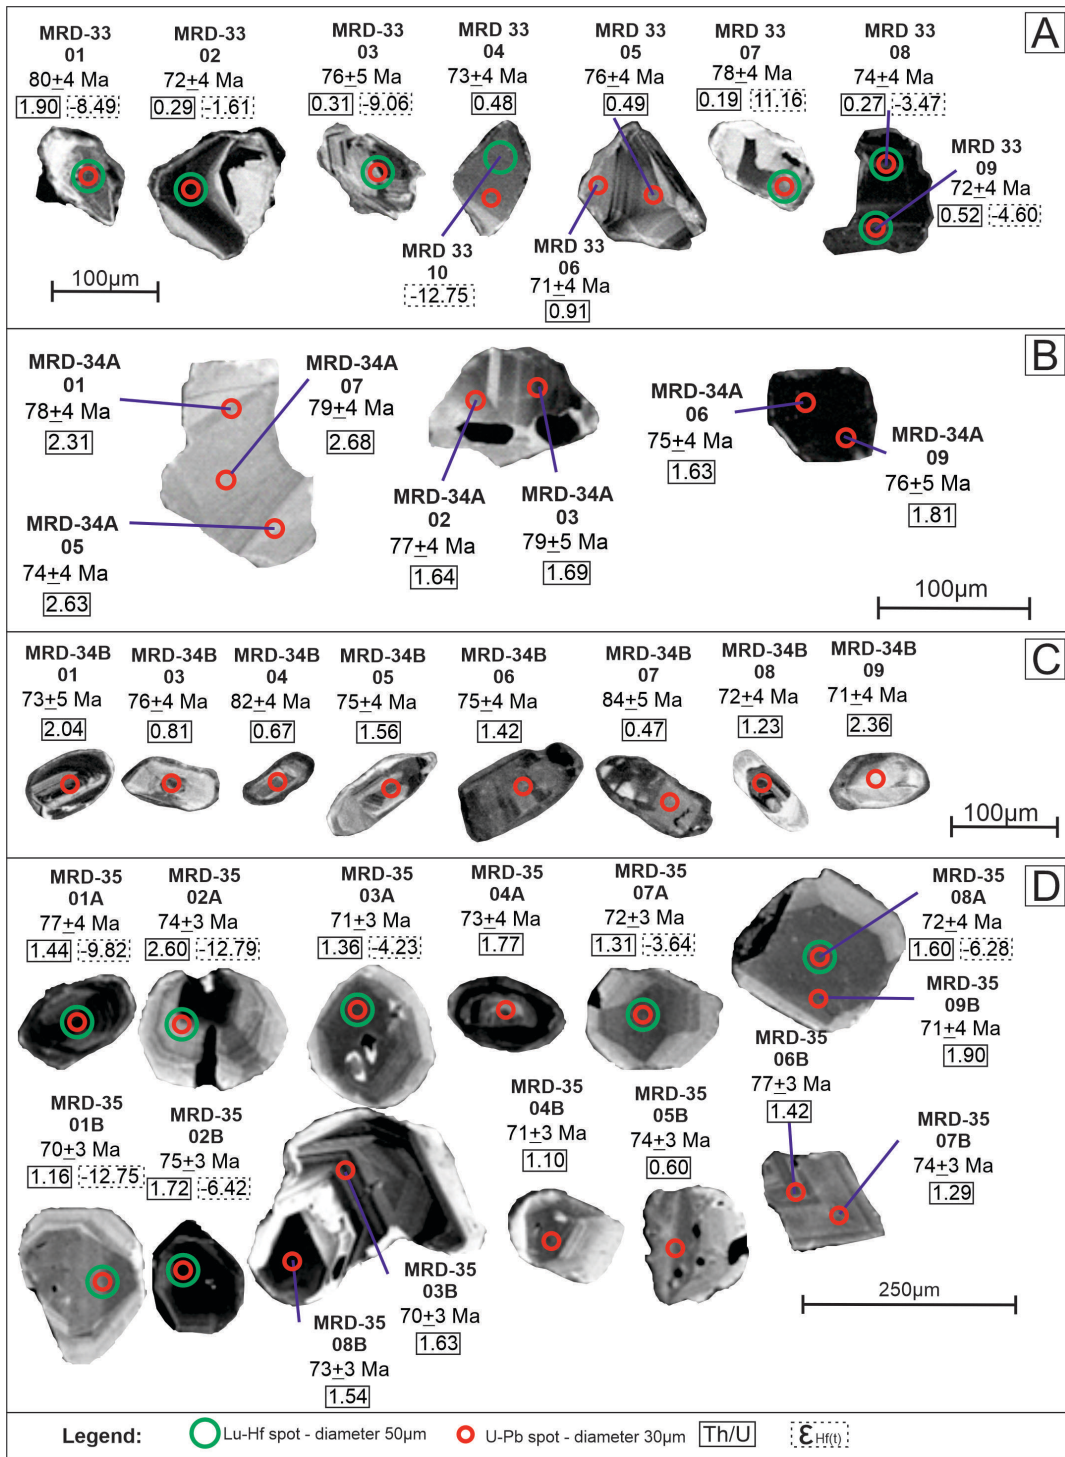 A
MRD-33
01
80±4 Ma
1.90 -8.49
MRD-33
02
72±4 Ma
0.29 -1.61
MRD-33
03
76±5 Ma
0.31 -9.06
MRD 33
04
73±4 Ma
0.48
MRD 33
05
76±4 Ma
0.49
MRD 33
07
78±4 Ma
0.19 11.16
MRD 33
08
74±4 Ma
0.27 -3.47
MRD 33
09
72±4 Ma
0.52 -4.60
MRD 33
10
-12.75
MRD 33
06
71±4 Ma
0.91
100µm
B
MRD-34A
01
78±4 Ma
2.31
MRD-34A
07
79±4 Ma
2.68
MRD-34A
05
74±4 Ma
2.63
MRD-34A
02
77±4 Ma
1.64
MRD-34A
03
79±5 Ma
1.69
MRD-34A
06
75±4 Ma
1.63
MRD-34A
09
76±5 Ma
1.81
100µm
C
MRD-34B
01
73±5 Ma
2.04
MRD-34B
03
76±4 Ma
0.81
MRD-34B
04
82±4 Ma
0.67
MRD-34B
05
75±4 Ma
1.56
MRD-34B
06
75±4 Ma
1.42
MRD-34B
07
84±5 Ma
0.47
MRD-34B
08
72±4 Ma
1.23
MRD-34B
09
71±4 Ma
2.36
100µm
D
MRD-35
01A
77±4 Ma
1.44 -9.82
MRD-35
02A
74±3 Ma
2.60 -12.79
MRD-35
03A
71±3 Ma
1.36 -4.23
MRD-35
04A
73±4 Ma
1.77
MRD-35
07A
72±3 Ma
1.31 -3.64
MRD-35
08A
72±4 Ma
1.60 -6.28
MRD-35
09B
71±4 Ma
1.90
MRD-35
06B
77±3 Ma
1.42
MRD-35
07B
74±3 Ma
1.29
MRD-35
01B
70±3 Ma
1.16 -12.75
MRD-35
02B
75±3 Ma
1.72 -6.42
MRD-35
03B
70±3 Ma
1.63
MRD-35
08B
73±3 Ma
1.54
MRD-35
04B
71±3 Ma
1.10
MRD-35
05B
74±3 Ma
0.60
250µm
Legend: Lu-Hf spot - diameter 50µm U-Pb spot - diameter 30µm Th/U εHf(t)